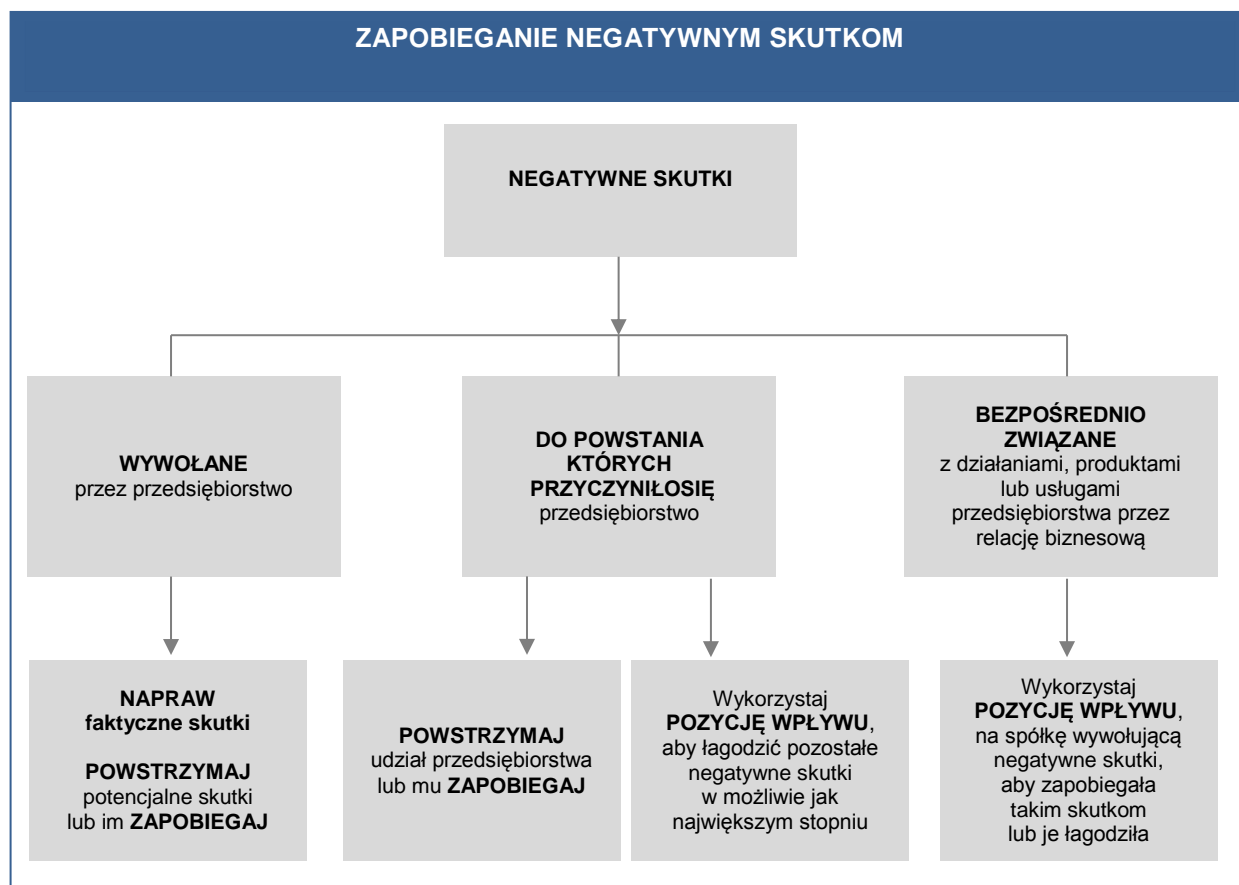 ZAPOBIEGANIE NEGATYWNYM SKUTKOM
NEGATYWNE SKUTKI
WYWOŁANE
przez przedsiębiorstwo
DO POWSTANIA
KTÓRYCH
PRZYCZYNIŁOSIĘ
przedsiębiorstwo
BEZPOŚREDNIO
ZWIĄZANE
z działaniami, produktami
lub usługami
przedsiębiorstwa przez
relację biznesową
NAPRAW
faktyczne skutki
POWSTRZYMAJ
potencjalne skutki
lub im ZAPOBIEGAJ
POWSTRZYMAJ
udział przedsiębiorstwa
lub mu ZAPOBIEGAJ
Wykorzystaj
POZYCJĘ WPŁYWU,
aby łagodzić pozostałe
negatywne skutki
w możliwie jak
największym stopniu
Wykorzystaj
POZYCJĘ WPŁYWU,
na spółkę wywołującą
negatywne skutki,
aby zapobiegała
takim skutkom
lub je łagodziła